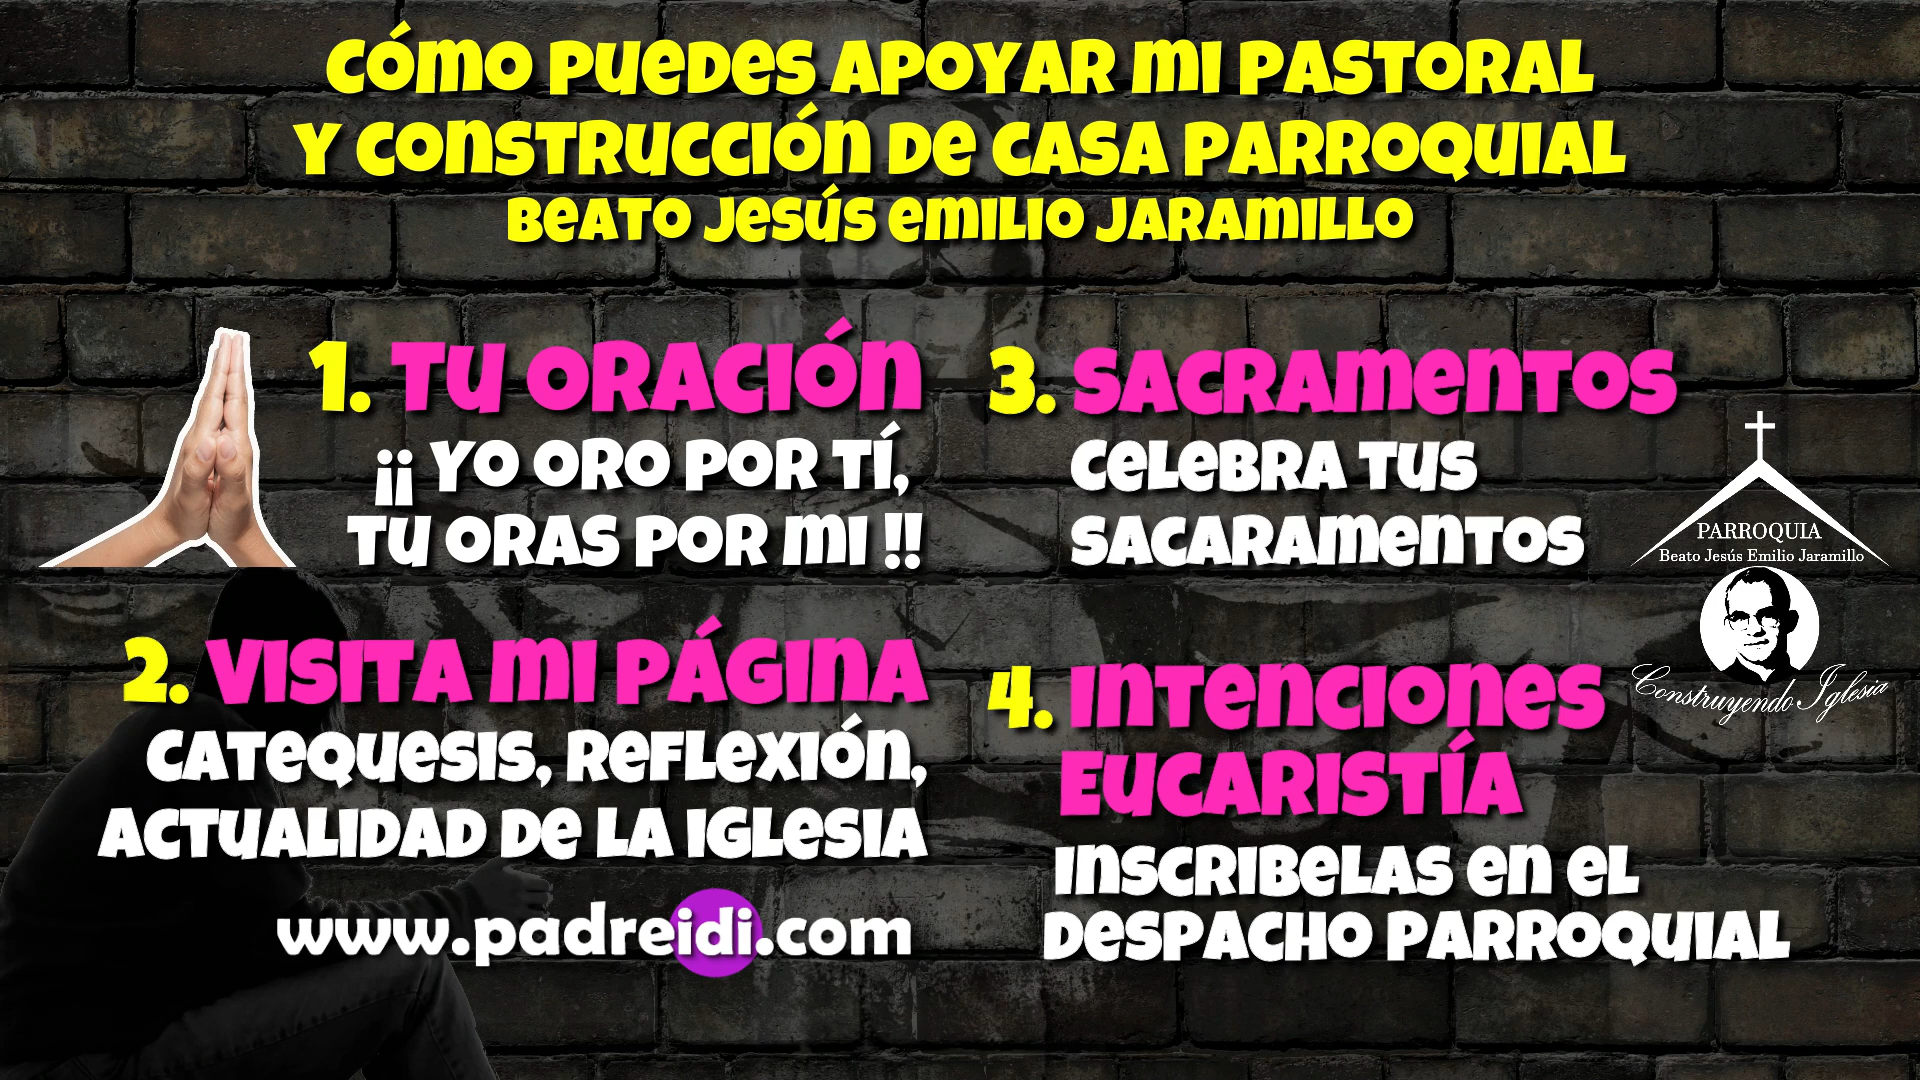 CÓMO PUEDES APOYAR MI PASTORAL
Y CONSTRUCCIÓN DE CASA PARROQUIAL
BEATO JESÚS EMILIO JARAMILLO
1. TU ORACIÓN
¡¡ YO ORO POR TÍ,
TU ORAS POR MI !!
2. VISITA MI PÁGINA
CATEQUESIS, REFLEXIÓN,
ACTUALIDAD DE LA IGLESIA
www.padreidi.com
3. SACRAMENTOS
CELEBRA TUS
SACARAMENTOS
4. INTENCIONES
EUCARISTÍA
INSCRIBELAS EN EL
DESPACHO PARROQUIAL
PARROQUIA
Beato Jesús Emilio Jaramillo
Construyendo Iglesia